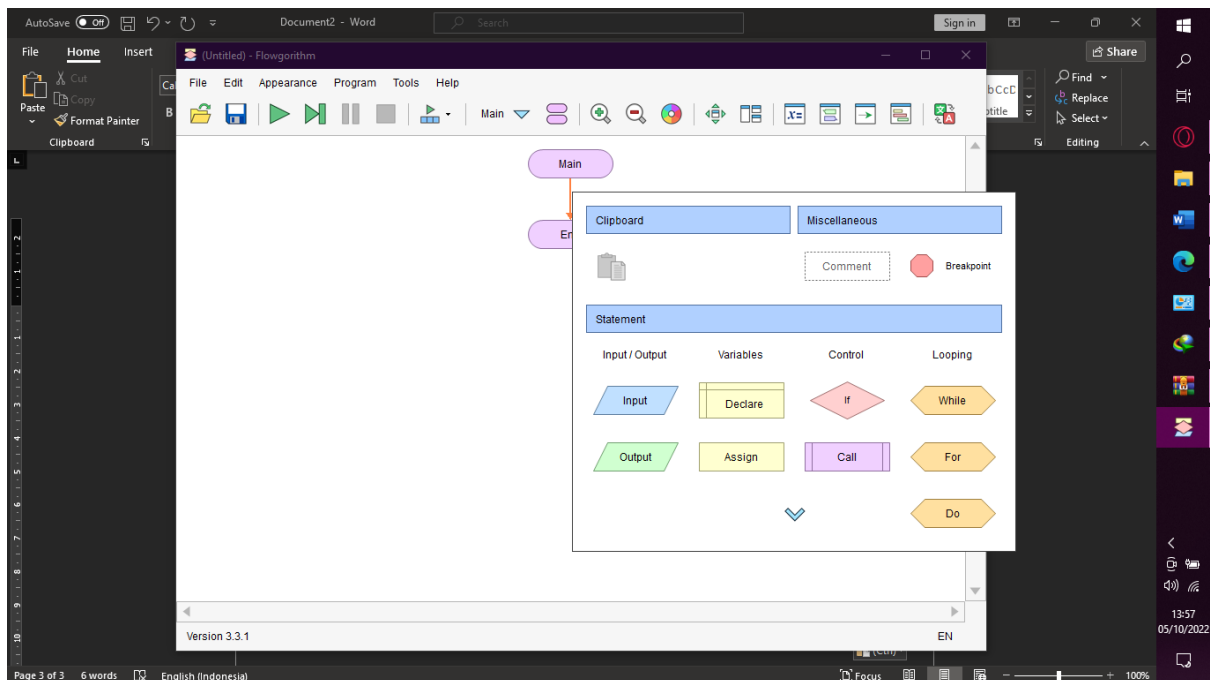 AutoSave Off Document2 - Word Search Sign in
File Home Insert Share
Cut
Copy
Paste
Format Painter
Clipboard
B
(Untitled) - Flowgorithm
File Edit Appearance Program Tools Help
Main
Find
Replace
Select
Editing
Main
Clipboard Miscellaneous
Comment Breakpoint
Statement
Input / Output Variables Control Looping
Input Declare If While
Output Assign Call For
Do
Version 3.3.1 EN
Page 3 of 3 6 words English (Indonesia) Focus 100%
13:57
05/10/2022